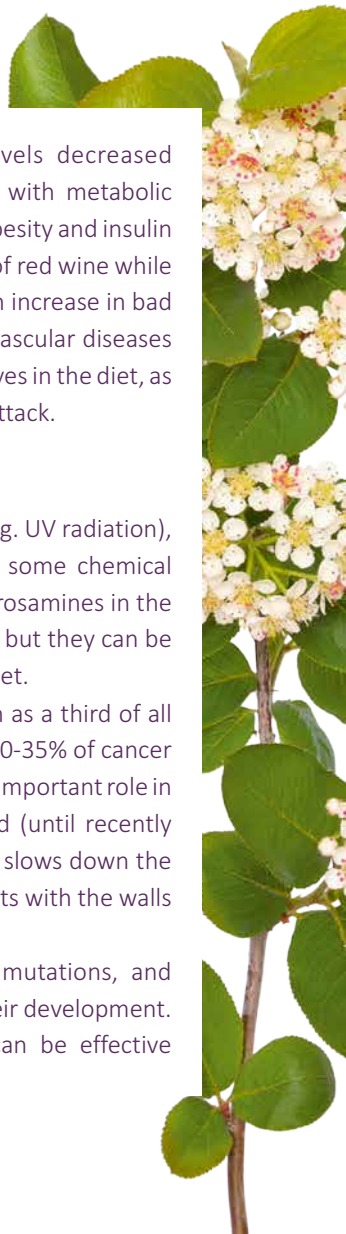 vels decreased
with metabolic
besity and insulin
of red wine while
n increase in bad
vascular diseases
ves in the diet, as
ttack.
g. UV radiation),
some chemical
rosamines in the
but they can be
et.
n as a third of all
0-35% of cancer
important role in
d (until recently
slows down the
ts with the walls
mutations, and
eir development.
can be effective